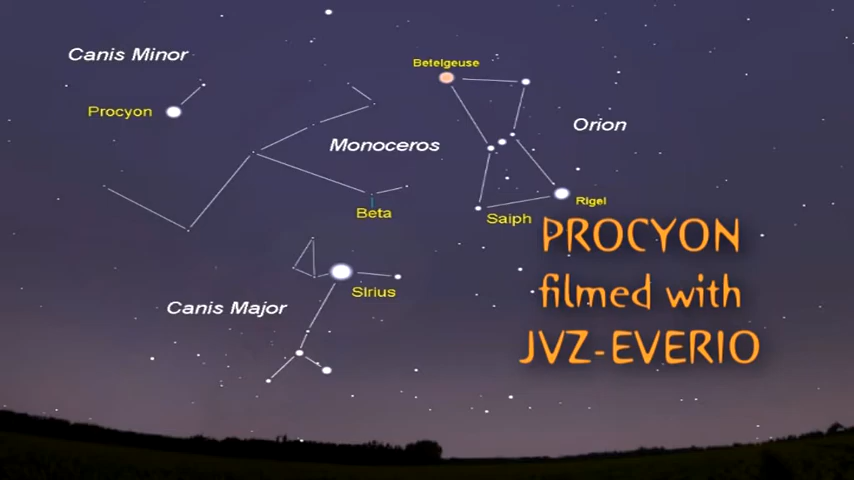 Canis Minor
Betelgeuse
Procyon
Orion
Monoceros
Rigel
Beta
Saiph
PROCYON
filmed with
JVZ-EVERIO
Sirius
Canis Major